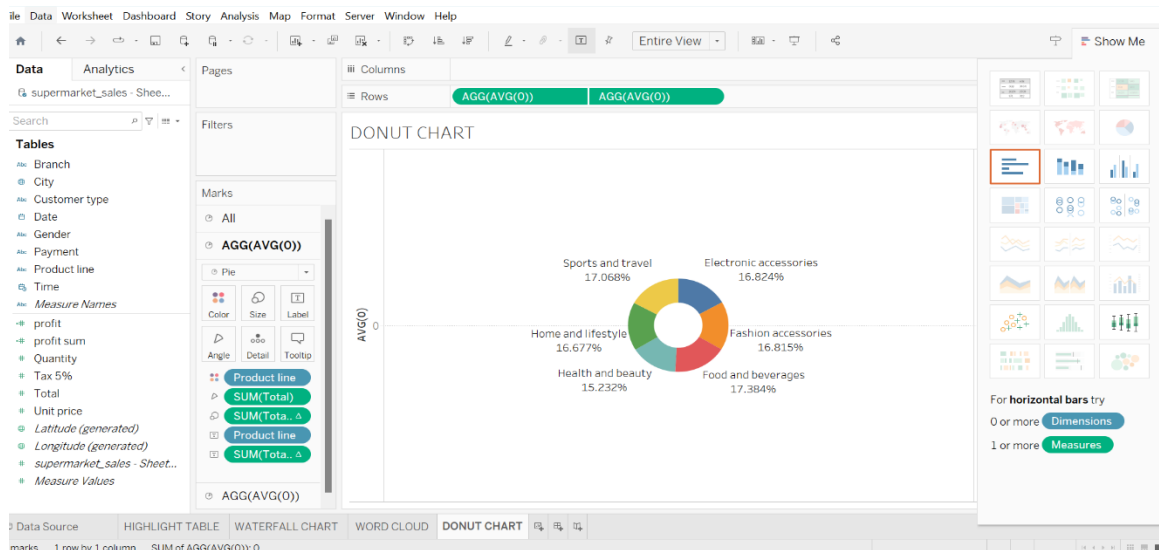 ile Data Worksheet Dashboard Story Analysis Map Format Server Window Help
Entire View
Show Me
Data Analytics
supermarket_sales - Shee...
Search
Tables
Branch
City
Customer type
Date
Gender
Payment
Product line
Time
Measure Names
profit
profit sum
Quantity
Tax 5%
Total
Unit price
Latitude (generated)
Longitude (generated)
supermarket_sales - Sheet...
Measure Values
Pages
Filters
Marks
All
AGG(AVG(0))
Pie
Color Size Label
Angle Detail Tooltip
Product line
SUM(Total)
SUM(Tota.. Δ
Product line
SUM(Tota.. Δ
AGG(AVG(0))
Columns
Rows AGG(AVG(0)) AGG(AVG(0))
DONUT CHART
AVG(0)
0
Sports and travel
17.068%
Electronic accessories
16.824%
Home and lifestyle
16.677%
Fashion accessories
16.815%
Health and beauty
15.232%
Food and beverages
17.384%
For horizontal bars try
0 or more Dimensions
1 or more Measures
Data Source HIGHLIGHT TABLE WATERFALL CHART WORD CLOUD DONUT CHART
marks 1 row by 1 column SUM of AGG(AVG(0)): 0